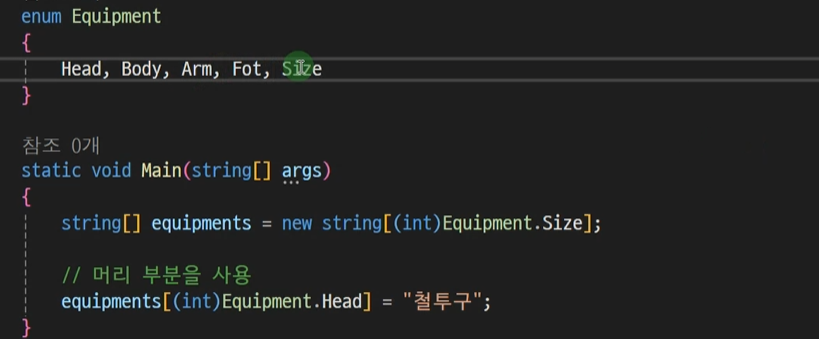 enum Equipment
{
Head, Body, Arm, Fot, Size
}
참조 0개
static void Main(string[] args)
{
string[] equipments = new string[(int)Equipment.Size];
// 머리 부분을 사용
equipments[(int)Equipment.Head] = "철투구";
}